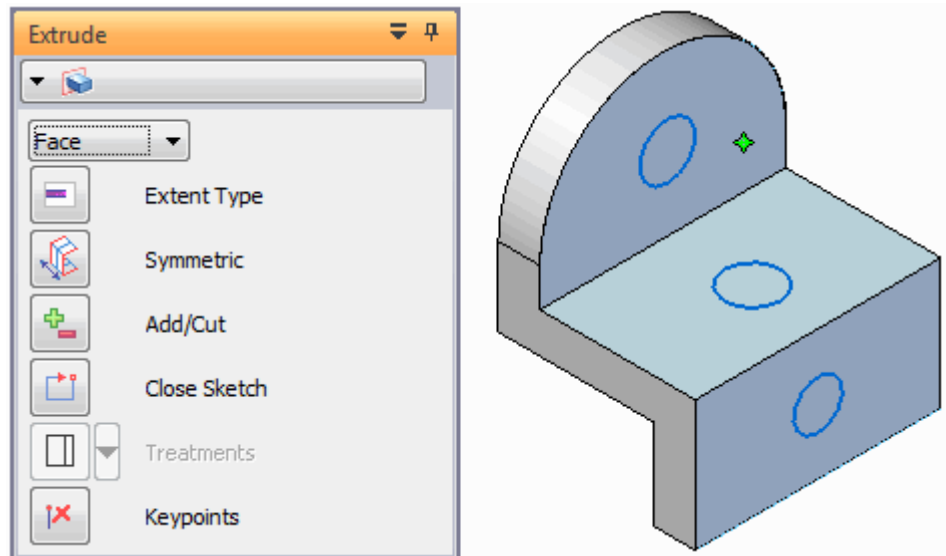 Extrude
Face
Extent Type
Symmetric
Add/Cut
Close Sketch
Treatments
Keypoints